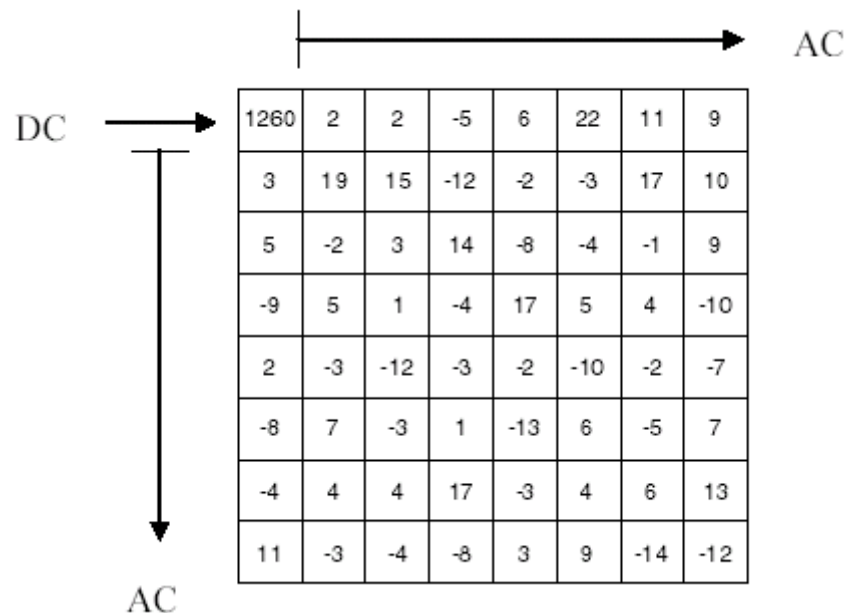 AC
DC
1260 2 2 -5 6 22 11 9
3 19 15 -12 -2 -3 17 10
5 -2 3 14 -8 -4 -1 9
-9 5 1 -4 17 5 4 -10
2 -3 -12 -3 -2 -10 -2 -7
-8 7 -3 1 -13 6 -5 7
-4 4 4 17 -3 4 6 13
11 -3 -4 -8 3 9 -14 -12
AC